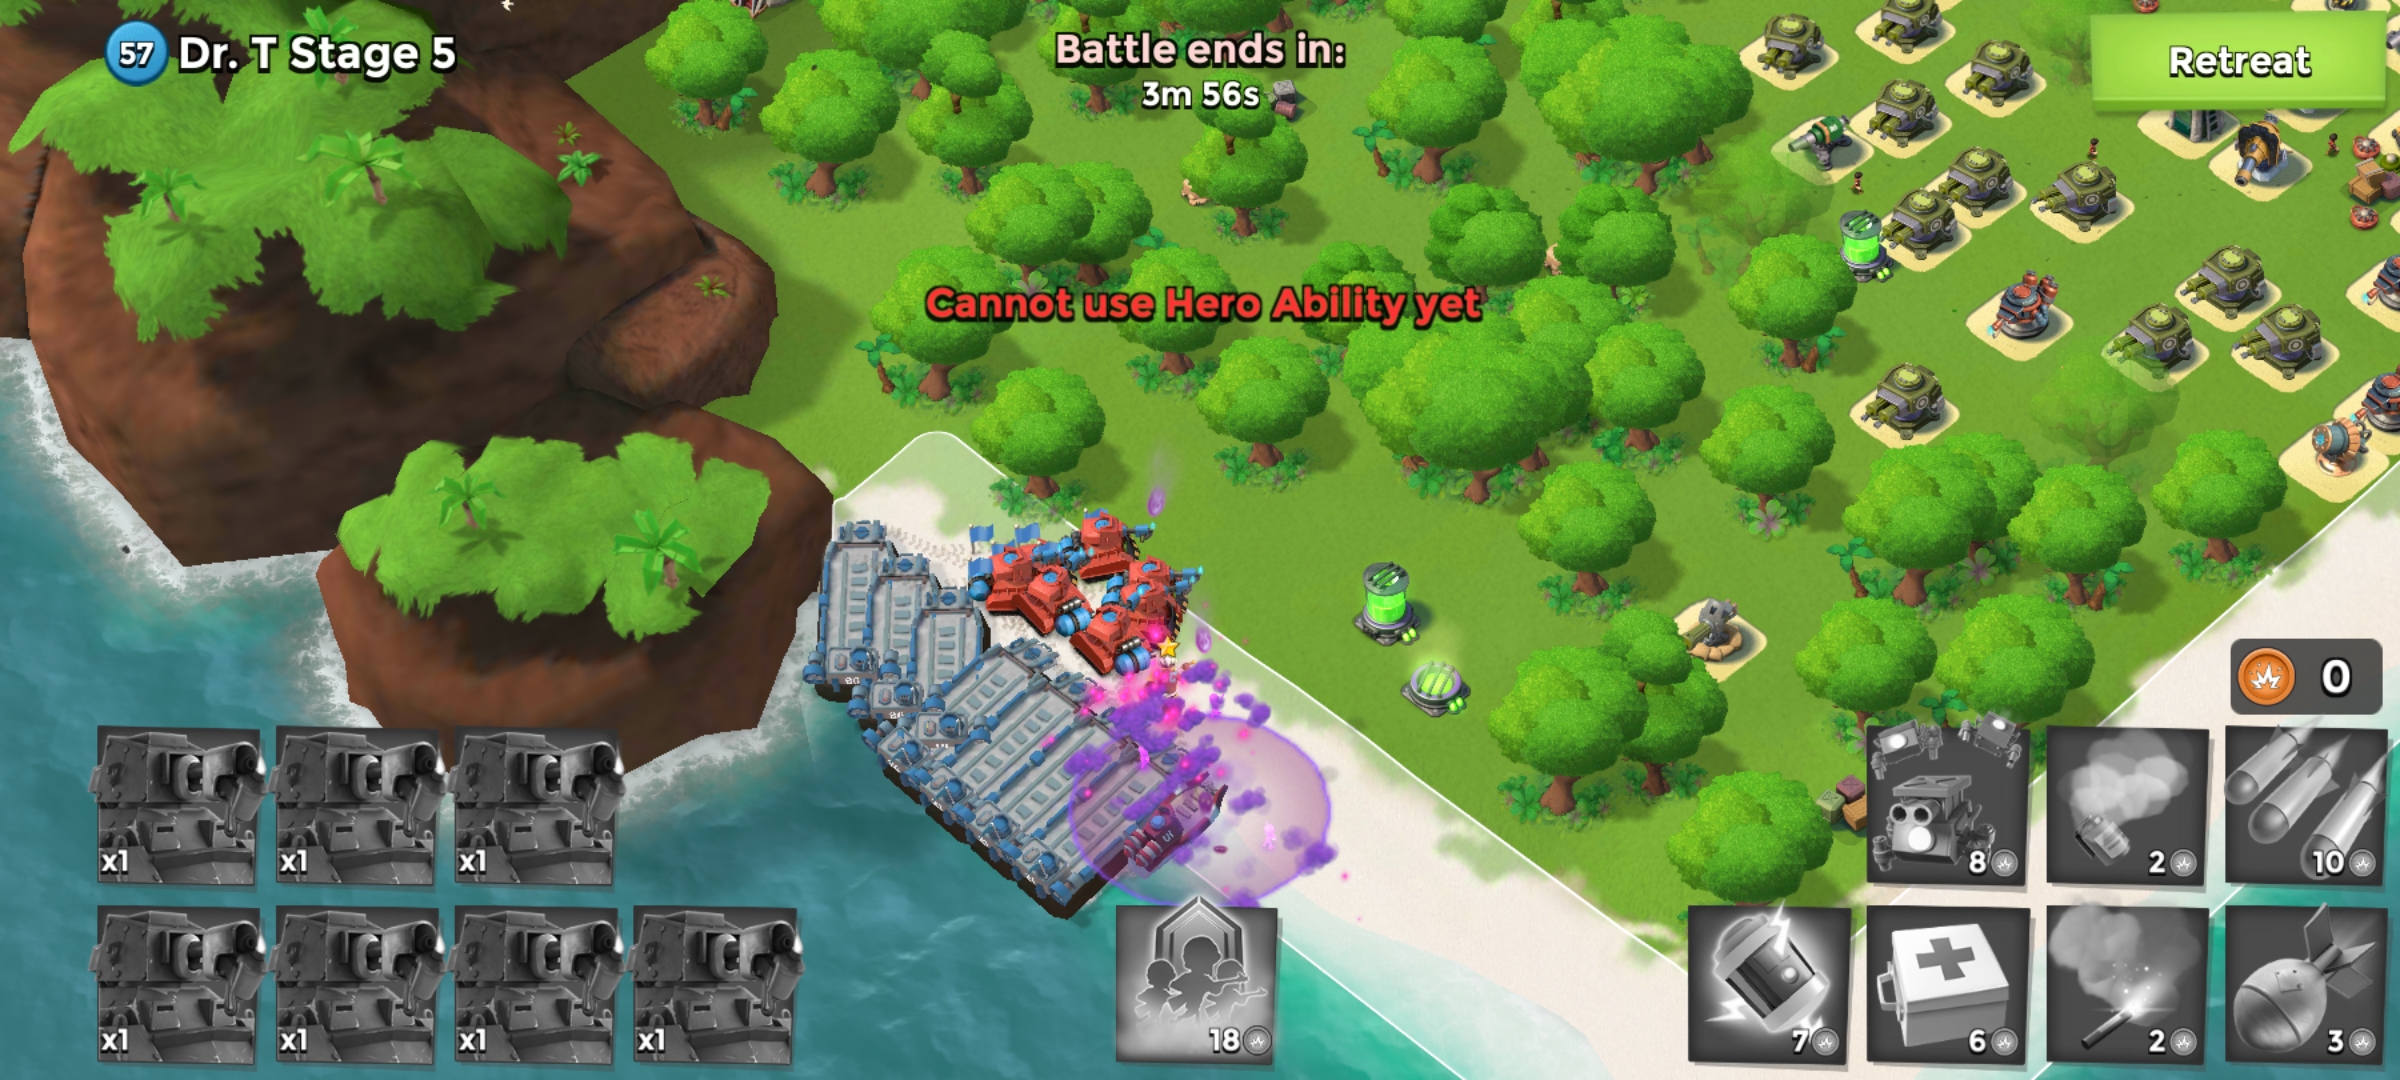 57 Dr. T Stage 5
Battle ends in:
3m 56s
Retreat
Cannot use Hero Ability yet
0
x1 x1 x1
8 2 10
x1 x1 x1 x1
18
7 6 2 3